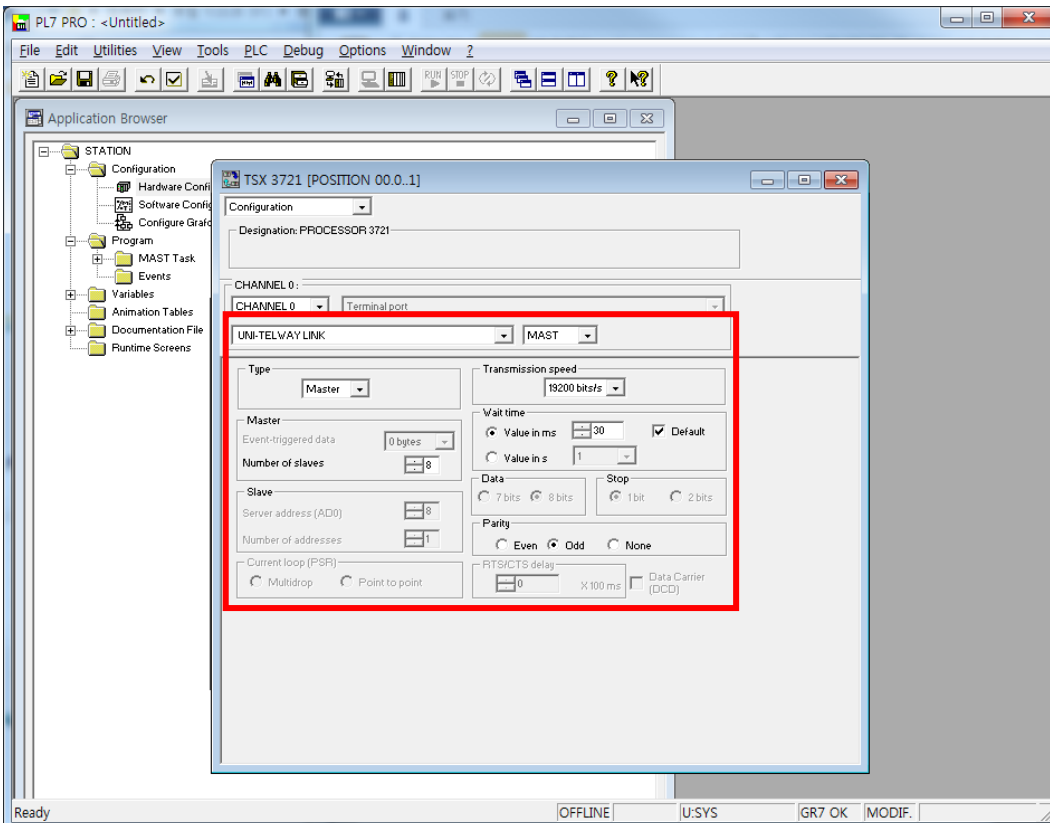 PL7 PRO : <Untitled>
File Edit Utilities View Tools PLC Debug Options Window ?
RUN STOP
Application Browser
STATION
Configuration
Hardware Confi
Software Config
Configure Grafc
Program
MAST Task
Events
Variables
Animation Tables
Documentation File
Runtime Screens
TSX 3721 [POSITION 00.0..1]
Configuration
Designation: PROCESSOR 3721
CHANNEL 0 :
CHANNEL 0 Terminal port
UNI-TELWAY LINK MAST
Type
Master
Transmission speed
19200 bits/s
Master
Event-triggered data 0 bytes
Number of slaves 8
Wait time
Value in ms 30 Default
Value in s 1
Slave
Server address (AD0) 8
Number of addresses 1
Data
7 bits 8 bits
Stop
1 bit 2 bits
Parity
Even Odd None
Current loop (PSR)
Multidrop Point to point
RTS/CTS delay
0 X 100 ms
Data Carrier
(DCD)
Ready OFFLINE U:SYS GR7 OK MODIF.